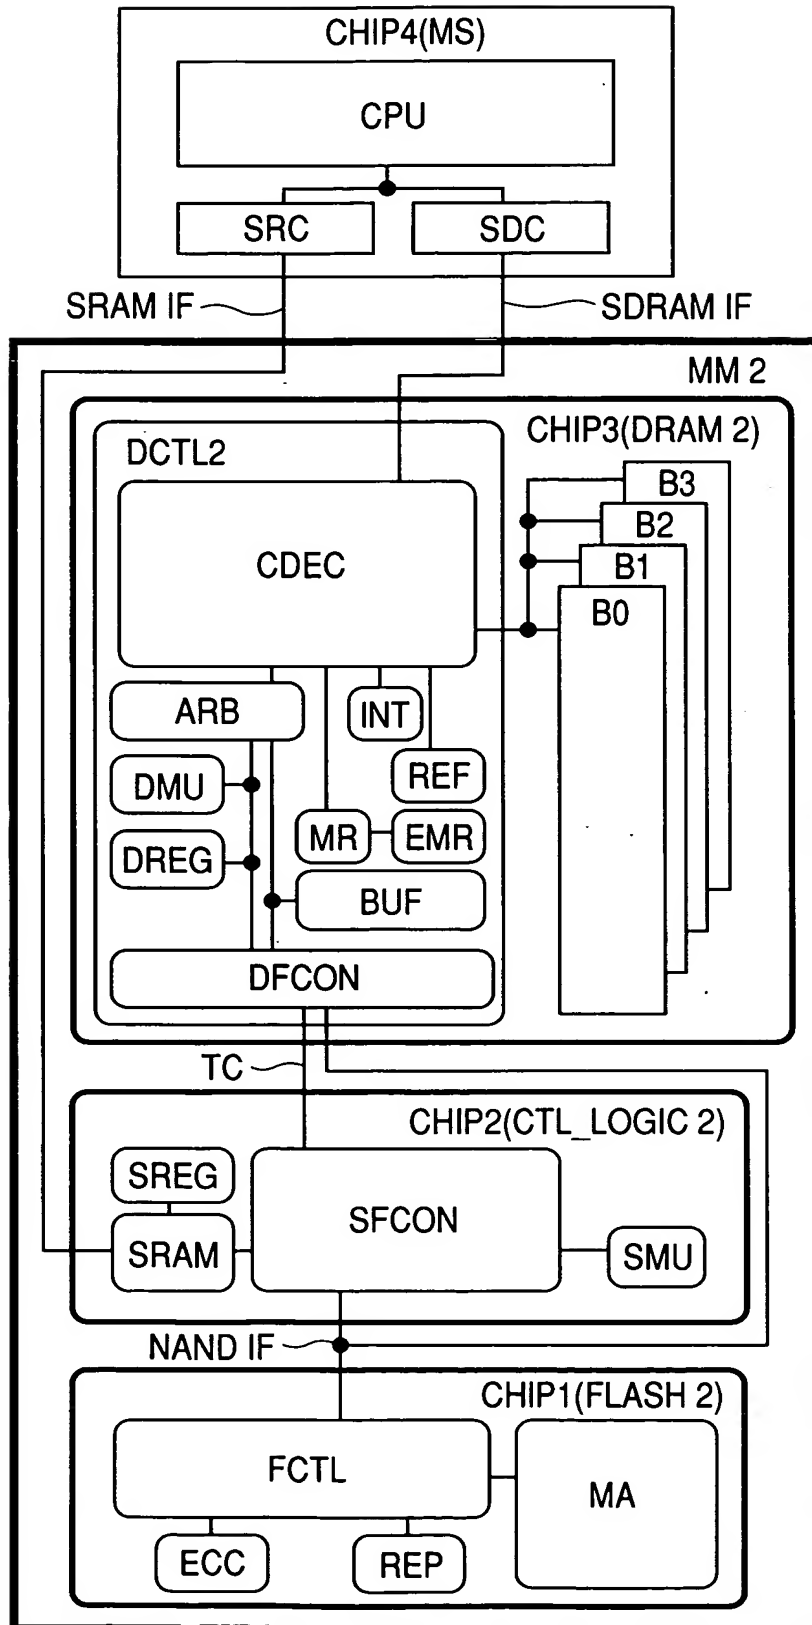 CHIP4(MS)
CPU
SRC
SDC
SRAM IF
SDRAM IF
MM 2
CHIP3(DRAM 2)
DCTL2
B3
B2
B1
B0
CDEC
ARB
INT
DMU
REF
DREG
MR
EMR
BUF
DFCON
TC
CHIP2(CTL_LOGIC 2)
SREG
SFCON
SRAM
SMU
NAND IF
CHIP1(FLASH 2)
FCTL
MA
ECC
REP